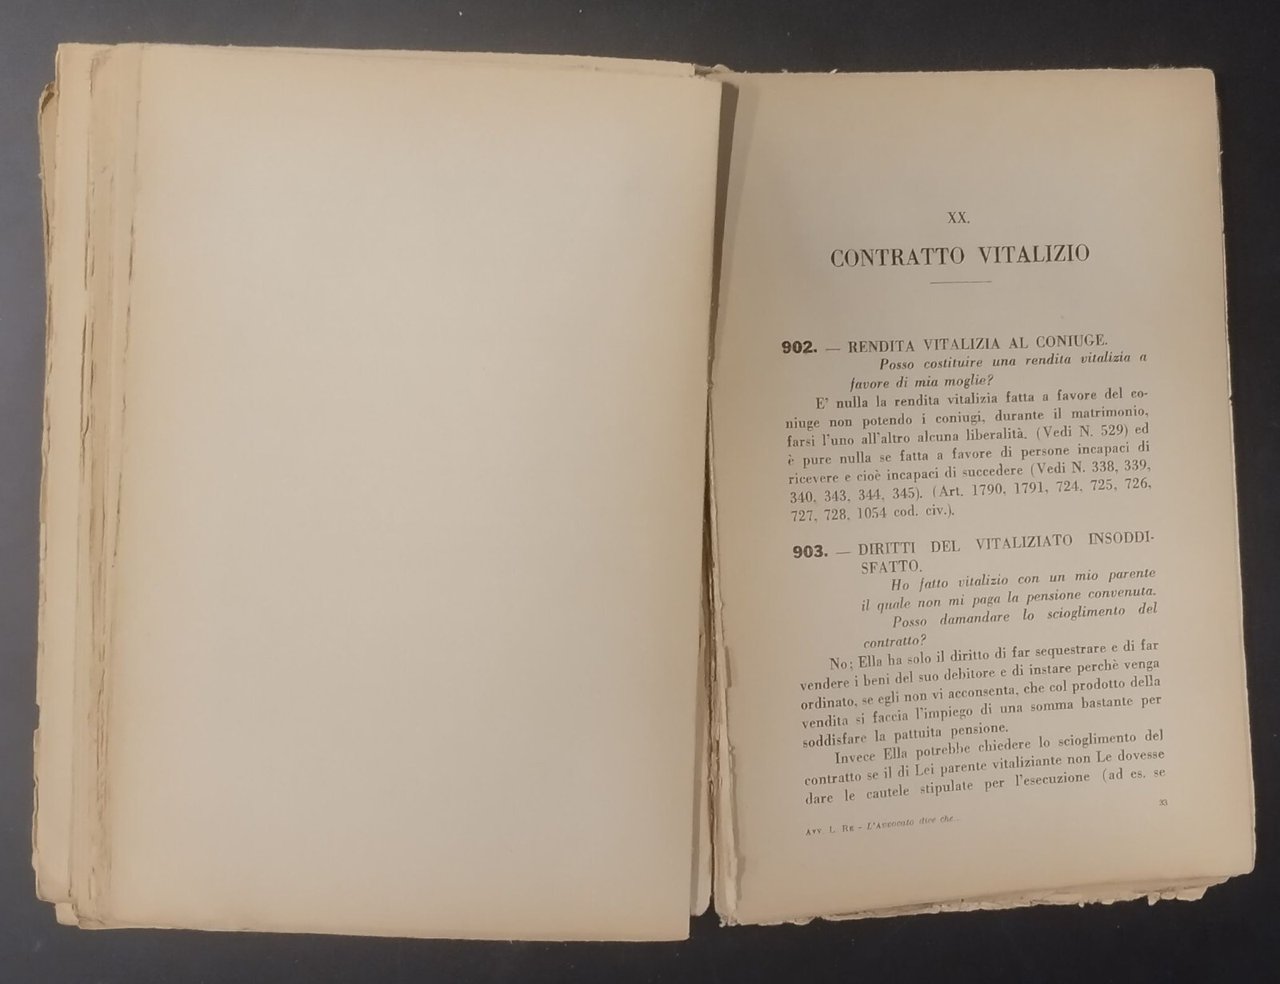 XX.
CONTRATTO VITALIZIO
902. — RENDITA VITALIZIA AL CONIUGE.
Posso costituire una rendita vitalizia a
favore di mia moglie?
E' nulla la rendita vitalizia fatta a favore del co-
niuge non potendo i coniugi, durante il matrimonio,
farsi l'uno all'altro alcuna liberalità. (Vedi N. 529) ed
è pure nulla se fatta a favore di persone incapaci di
ricevere e cioè incapaci di succedere (Vedi N. 338, 339,
340, 343, 344, 345). (Art. 1790, 1791, 724, 725, 726,
727, 728, 1054 cod. civ.).
903. — DIRITTI DEL VITALIZIATO INSODDI-
SFATTO.
Ho fatto vitalizio con un mio parente
il quale non mi paga la pensione convenuta.
Posso damandare lo scioglimento del
contratto?
No; Ella ha solo il diritto di far sequestrare e di far
vendere i beni del suo debitore e di instare perchè venga
ordinato, se egli non vi acconsenta, che col prodotto della
vendita si faccia l'impiego di una somma bastante per
soddisfare la pattuita pensione.
Invece Ella potrebbe chiedere lo scioglimento del
contratto se il di Lei parente vitaliziante non Le dovesse
dare le cautele stipulate per l'esecuzione (ad es. se
33
Avv. L. Re - L'Avvocato dice che...